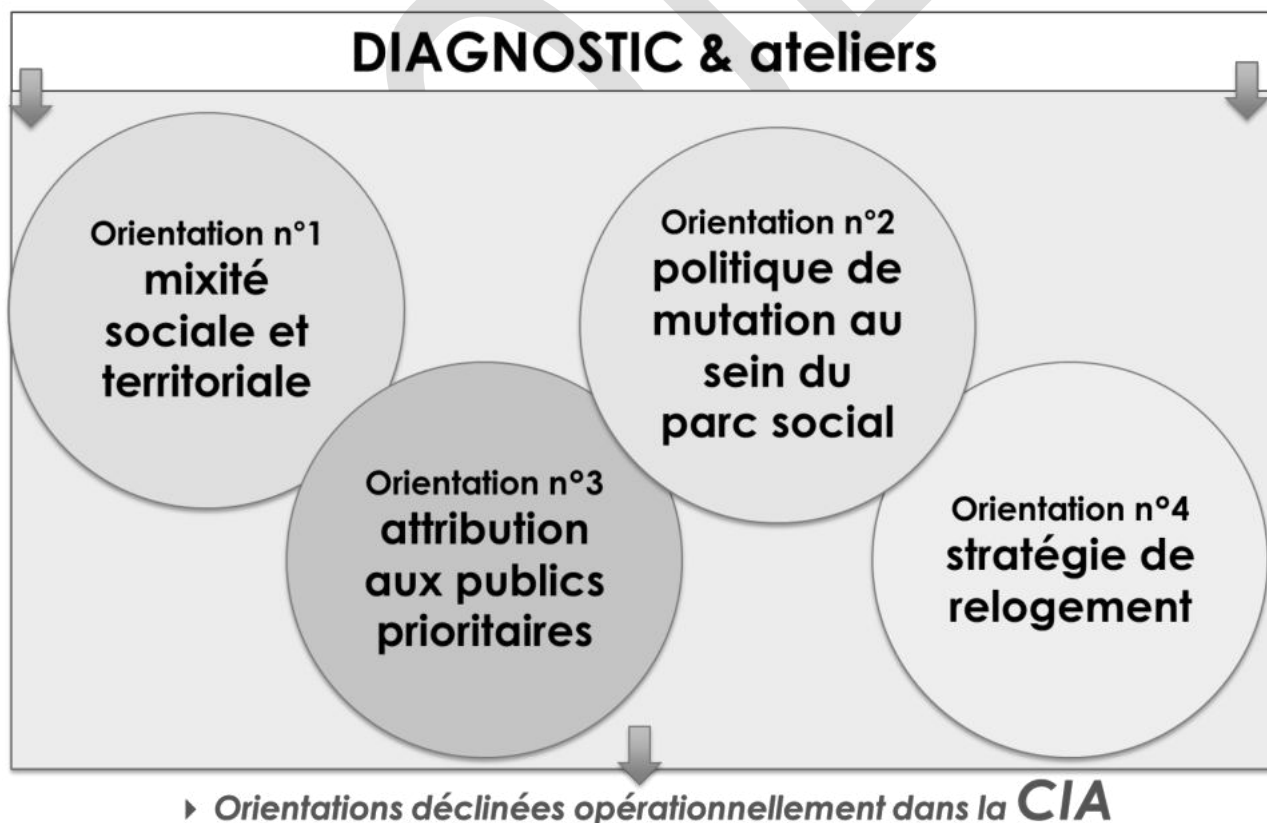 DIAGNOSTIC & ateliers
Orientation n°1
mixité
sociale et
territoriale
Orientation n°2
politique de
mutation au
sein du
parc social
Orientation n°3
attribution
aux publics
prioritaires
Orientation n°4
stratégie de
relogement
Orientations déclinées opérationnellement dans la CIA